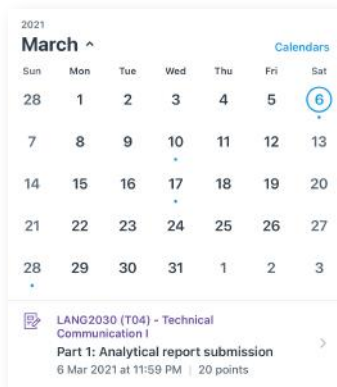 2021
March
Calendars
Sun Mon Tue Wed Thu Fri Sat
28 1 2 3 4 5 6
7 8 9 10 11 12 13
14 15 16 17 18 19 20
21 22 23 24 25 26 27
28 29 30 31 1 2 3
LANG2030 (T04) - Technical
Communication I
Part 1: Analytical report submission
6 Mar 2021 at 11:59 PM | 20 points